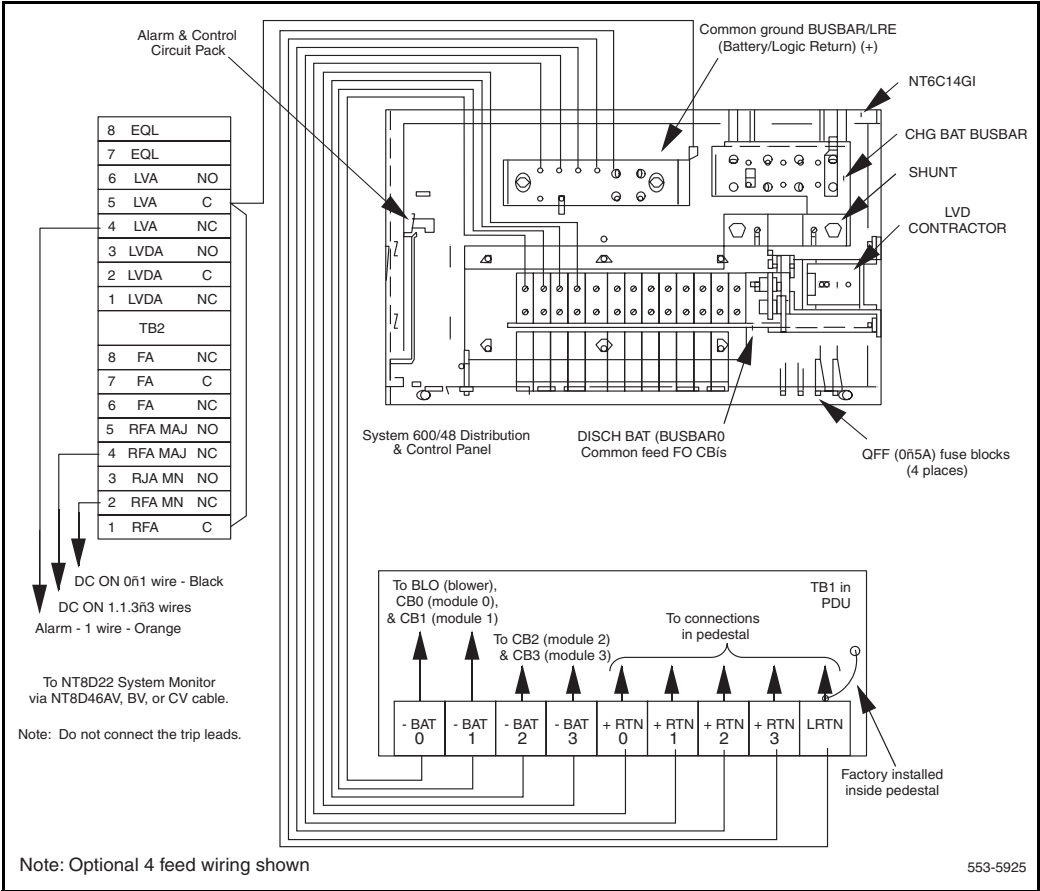 Alarm & Control
Circuit Pack
Common ground BUSBAR/LRE
(Battery/Logic Return) (+)
NT6C14GI
CHG BAT BUSBAR
SHUNT
LVD
CONTRACTOR
8 EQL
7 EQL
6 LVA NO
5 LVA C
4 LVA NC
3 LVDA NO
2 LVDA C
1 LVDA NC
TB2
8 FA NC
7 FA C
6 FA NC
5 RFA MAJ NO
4 RFA MAJ NC
3 RJA MN NO
2 RFA MN NC
1 RFA C
System 600/48 Distribution
& Control Panel
DISCH BAT (BUSBAR0
Common feed FO CBís
QFF (0ñ5A) fuse blocks
(4 places)
DC ON 0ñ1 wire - Black
DC ON 1.1.3ñ3 wires
Alarm - 1 wire - Orange
To NT8D22 System Monitor
via NT8D46AV, BV, or CV cable.
Note: Do not connect the trip leads.
To BLO (blower),
CB0 (module 0),
& CB1 (module 1)
To CB2 (module 2)
& CB3 (module 3)
To connections
in pedestal
TB1 in
PDU
- BAT 0
- BAT 1
- BAT 2
- BAT 3
+ RTN 0
+ RTN 1
+ RTN 2
+ RTN 3
LRTN
Factory installed
inside pedestal
Note: Optional 4 feed wiring shown
553-5925